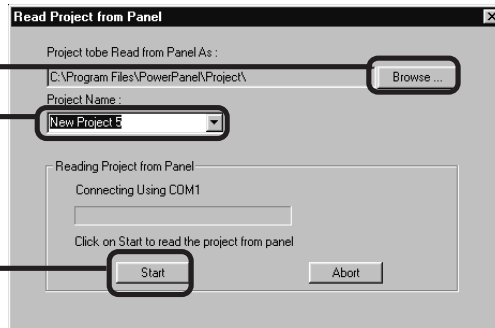 Read Project from Panel
Project tobe Read from Panel As :
C:\Program Files\PowerPanel\Project\ Browse ...
Project Name :
New Project 5
Reading Project from Panel
Connecting Using COM1
Click on Start to read the project from panel
Start Abort